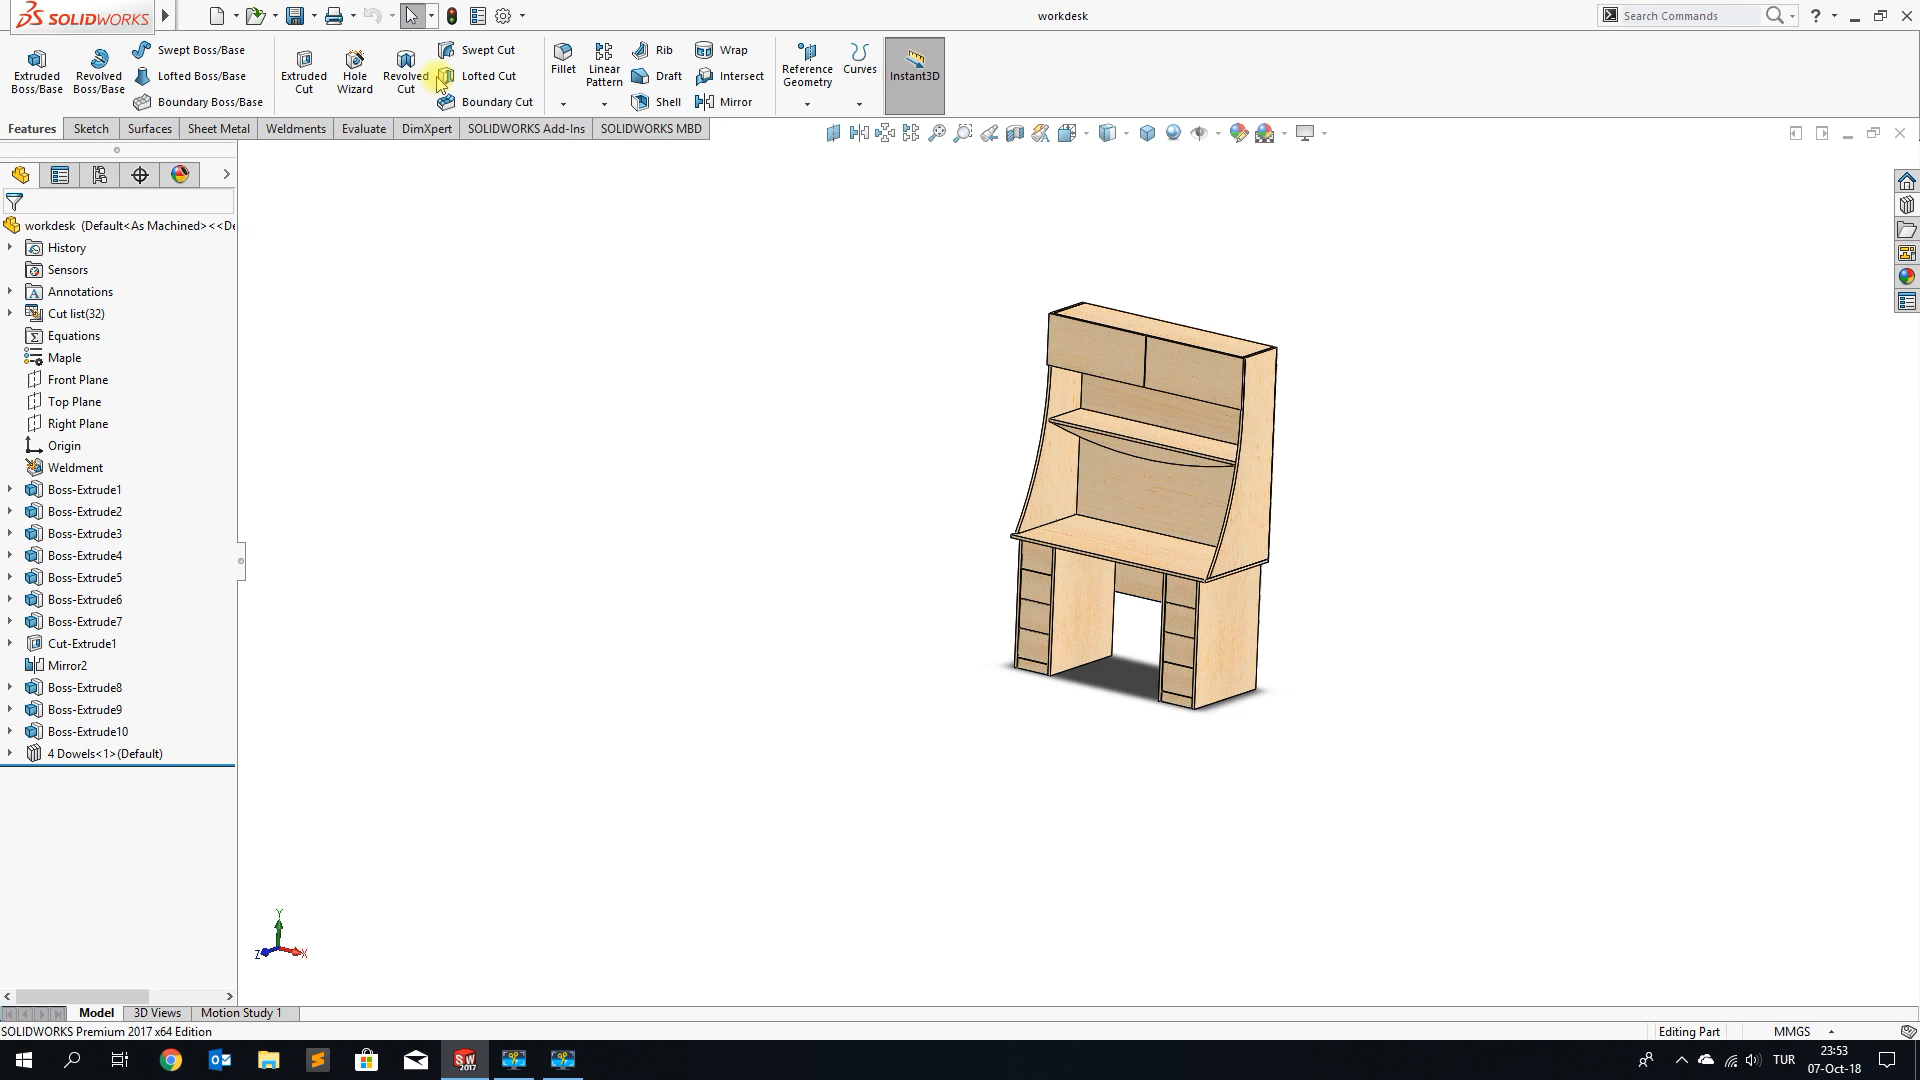 SOLIDWORKS
workdesk
Search Commands
?
Extruded Boss/Base
Revolved Boss/Base
Swept Boss/Base
Lofted Boss/Base
Boundary Boss/Base
Extruded Cut
Hole Wizard
Revolved Cut
Swept Cut
Lofted Cut
Boundary Cut
Fillet
Linear Pattern
Rib
Draft
Shell
Wrap
Intersect
Mirror
Reference Geometry
Curves
Instant3D
Features
Sketch
Surfaces
Sheet Metal
Weldments
Evaluate
DimXpert
SOLIDWORKS Add-Ins
SOLIDWORKS MBD
workdesk (Default<As Machined><<De
History
Sensors
Annotations
Cut list(32)
Equations
Maple
Front Plane
Top Plane
Right Plane
Origin
Weldment
Boss-Extrude1
Boss-Extrude2
Boss-Extrude3
Boss-Extrude4
Boss-Extrude5
Boss-Extrude6
Boss-Extrude7
Cut-Extrude1
Mirror2
Boss-Extrude8
Boss-Extrude9
Boss-Extrude10
4 Dowels<1>(Default)
Y
Z
X
Model
3D Views
Motion Study 1
SOLIDWORKS Premium 2017 x64 Edition
Editing Part
MMGS
SW
2017
TUR
23:53
07-Oct-18